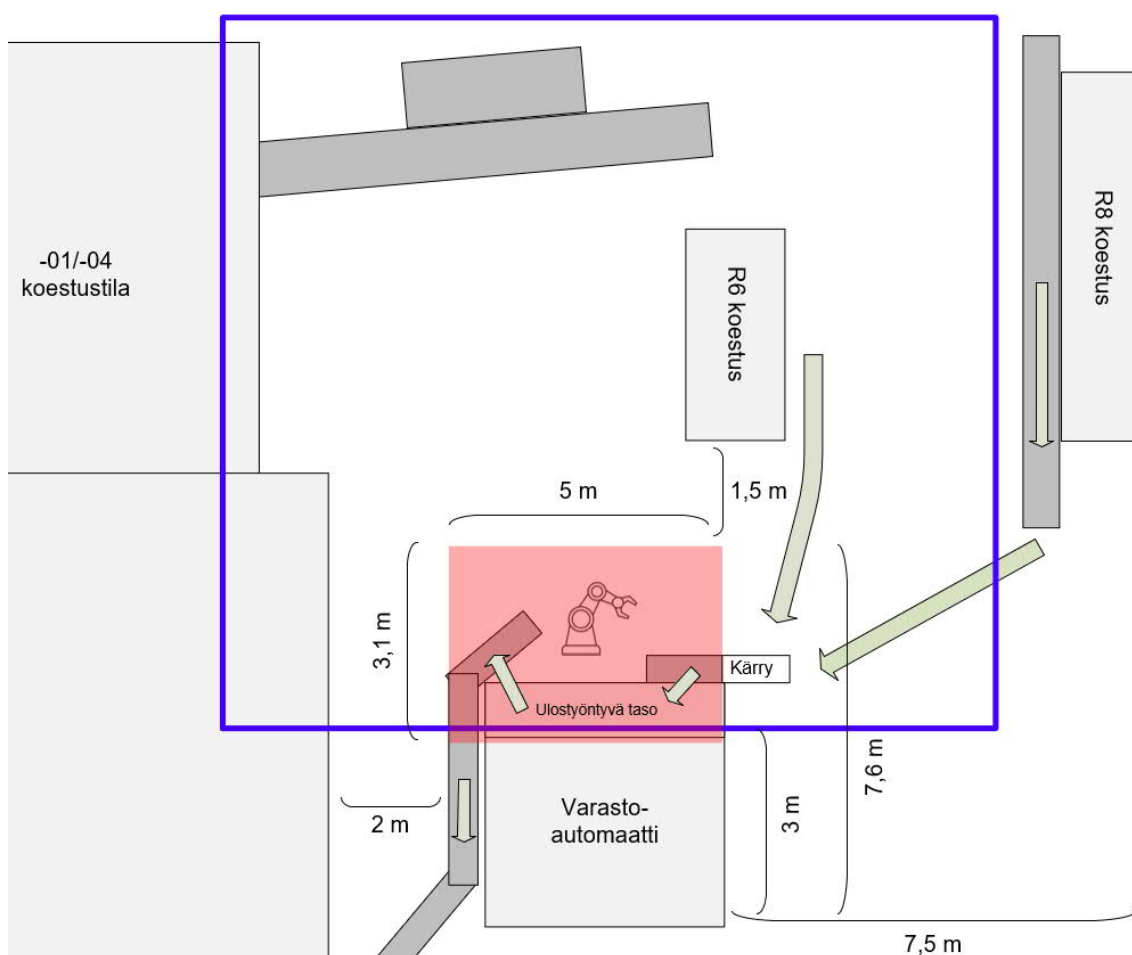 -01/-04
koestustila
R6 koestus
R8 koestus
5 m
1,5 m
3,1 m
Kärry
Ulostyöntyvä taso
7,6 m
3 m
2 m
Varasto-
automaatti
7,5 m